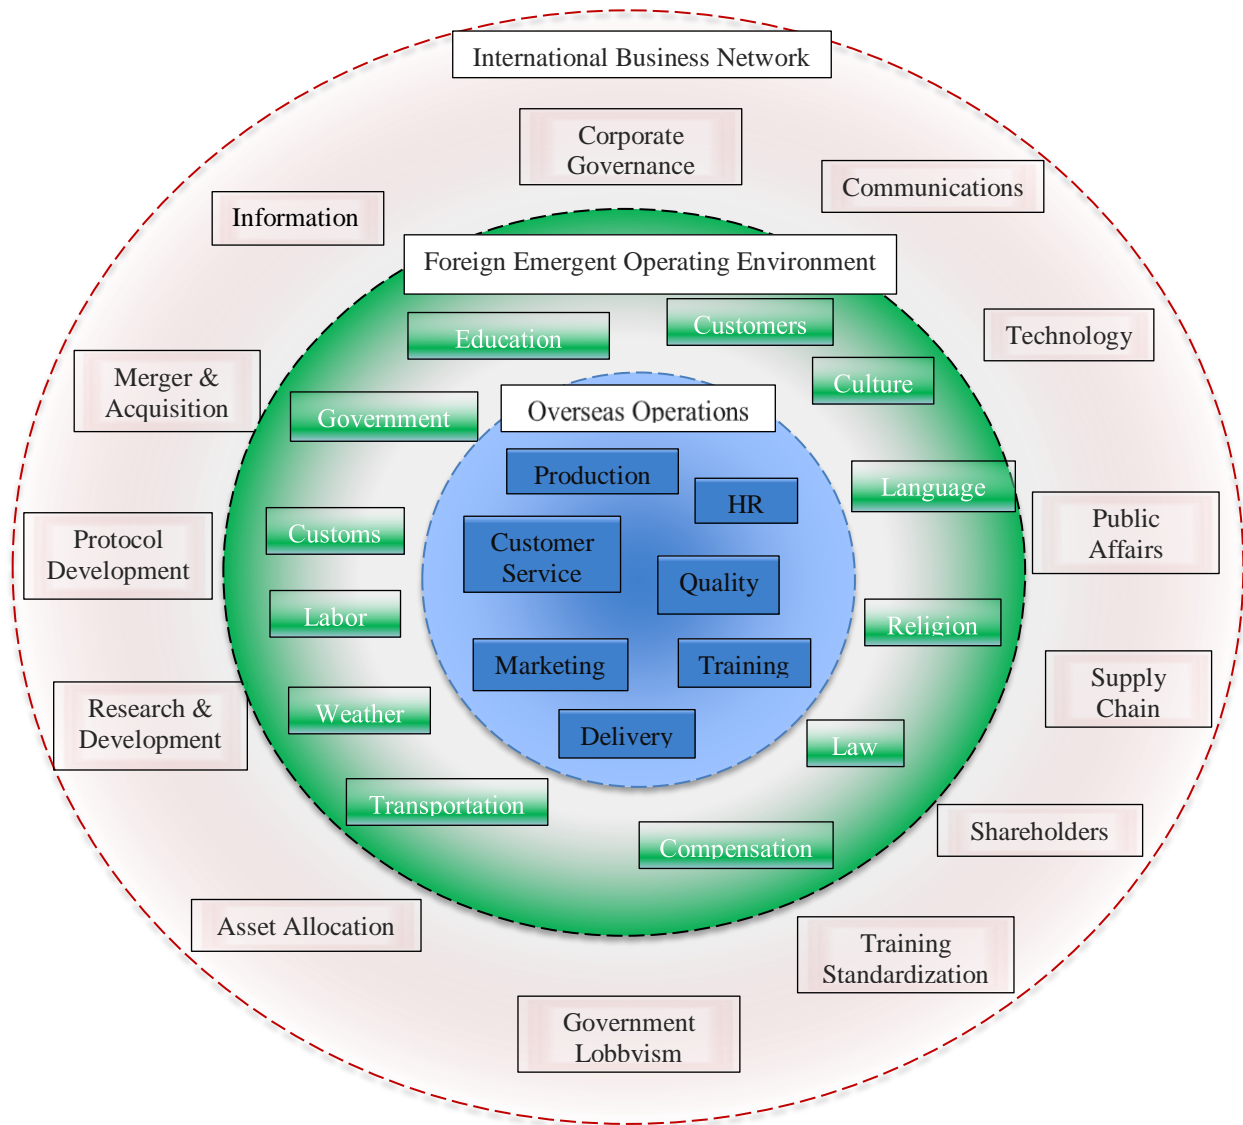 International Business Network
Corporate
Governance
Communications
Information
Foreign Emergent Operating Environment
Education
Customers
Technology
Merger &
Acquisition
Government
Culture
Overseas Operations
Production
HR
Language
Customs
Customer
Service
Quality
Public
Affairs
Protocol
Development
Labor
Religion
Marketing
Training
Supply
Chain
Research &
Development
Weather
Delivery
Law
Transportation
Compensation
Shareholders
Asset Allocation
Training
Standardization
Government
Lobbyism